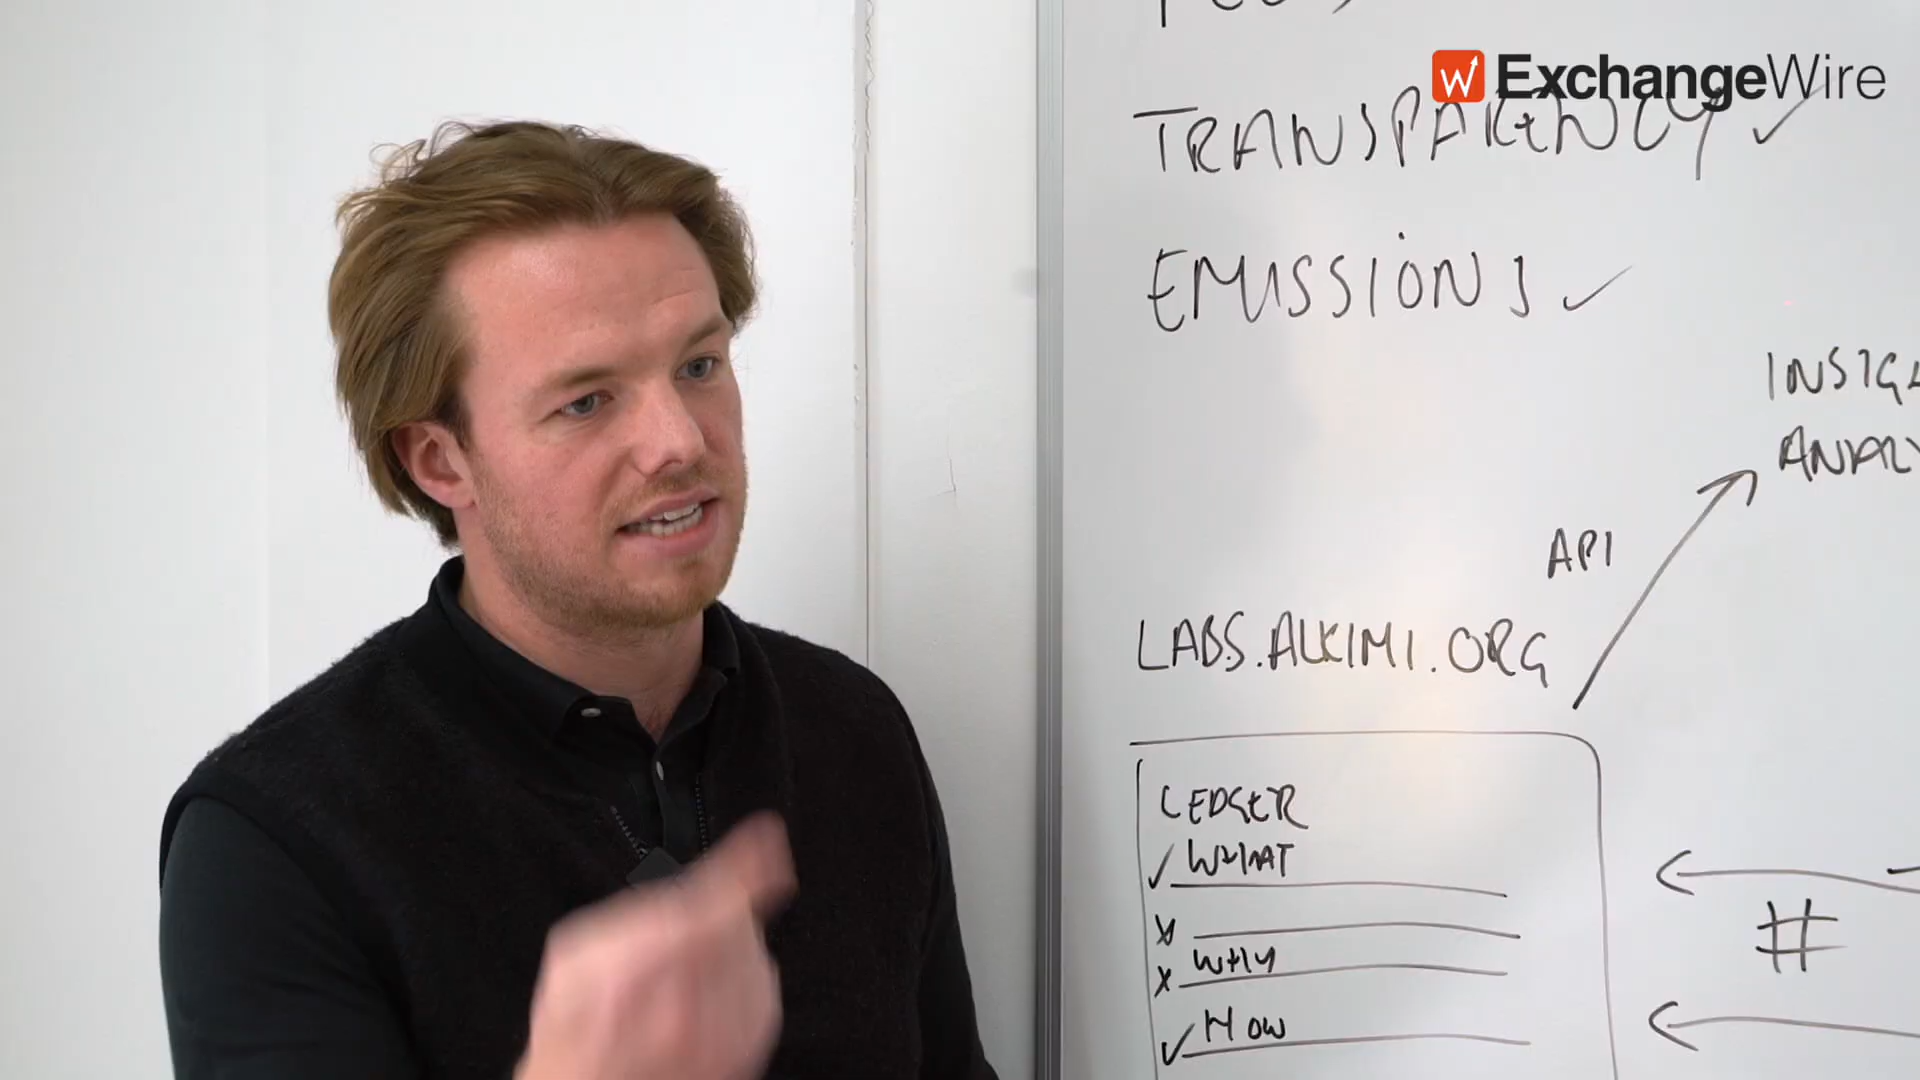 ExchangeWire
TRANSPARENCY ✓
EMISSIONS ✓
API
LABS.ALKIMI.ORG
LEDGER
✓ WHAT
x
x WHY
✓ HOW
#